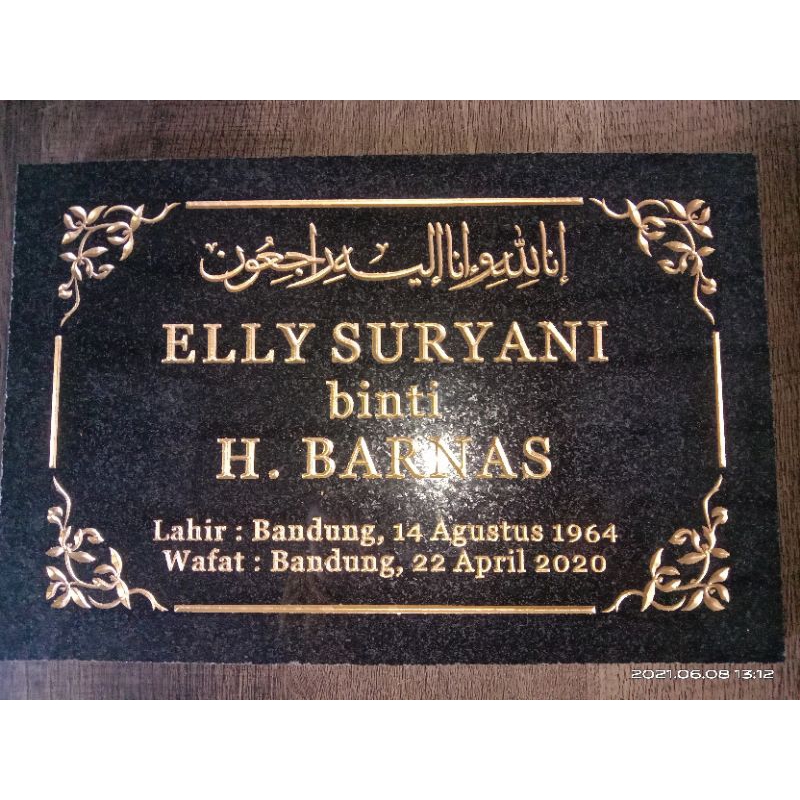 إنا لله وإنا إليه راجعون
ELLY SURYANI
binti
H. BARNAS
Lahir : Bandung, 14 Agustus 1964
Wafat : Bandung, 22 April 2020
2021.06.08 13:12